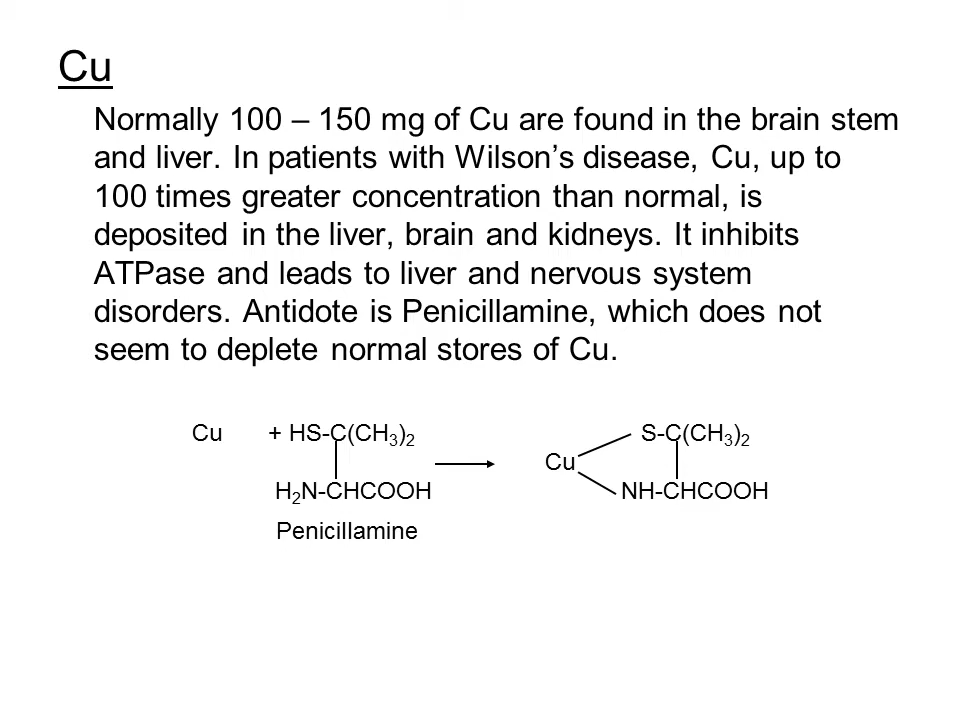 Cu
Normally 100 – 150 mg of Cu are found in the brain stem
and liver. In patients with Wilson’s disease, Cu, up to
100 times greater concentration than normal, is
deposited in the liver, brain and kidneys. It inhibits
ATPase and leads to liver and nervous system
disorders. Antidote is Penicillamine, which does not
seem to deplete normal stores of Cu.
Cu + HS-C(CH₃)₂ S-C(CH₃)₂
Cu
H₂N-CHCOOH NH-CHCOOH
Penicillamine